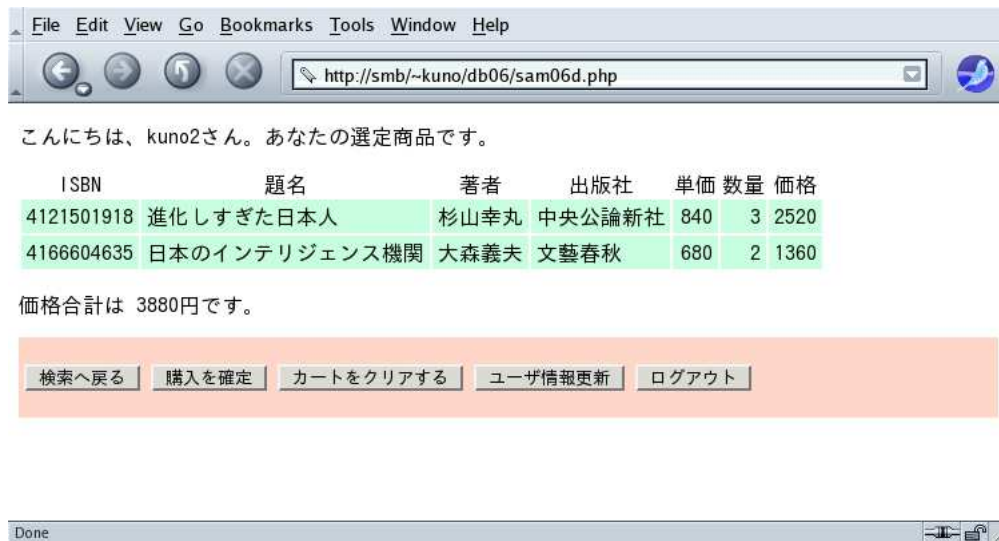 File Edit View Go Bookmarks Tools Window Help
http://smb/~kuno/db06/sam06d.php
こんにちは、kuno2さん。あなたの選定商品です。
ISBN 題名 著者 出版社 単価 数量 価格
4121501918 進化しすぎた日本人 杉山幸丸 中央公論新社 840 3 2520
4166604635 日本のインテリジェンス機関 大森義夫 文藝春秋 680 2 1360
価格合計は 3880円です。
検索へ戻る 購入を確定 カートをクリアする ユーザ情報更新 ログアウト
Done